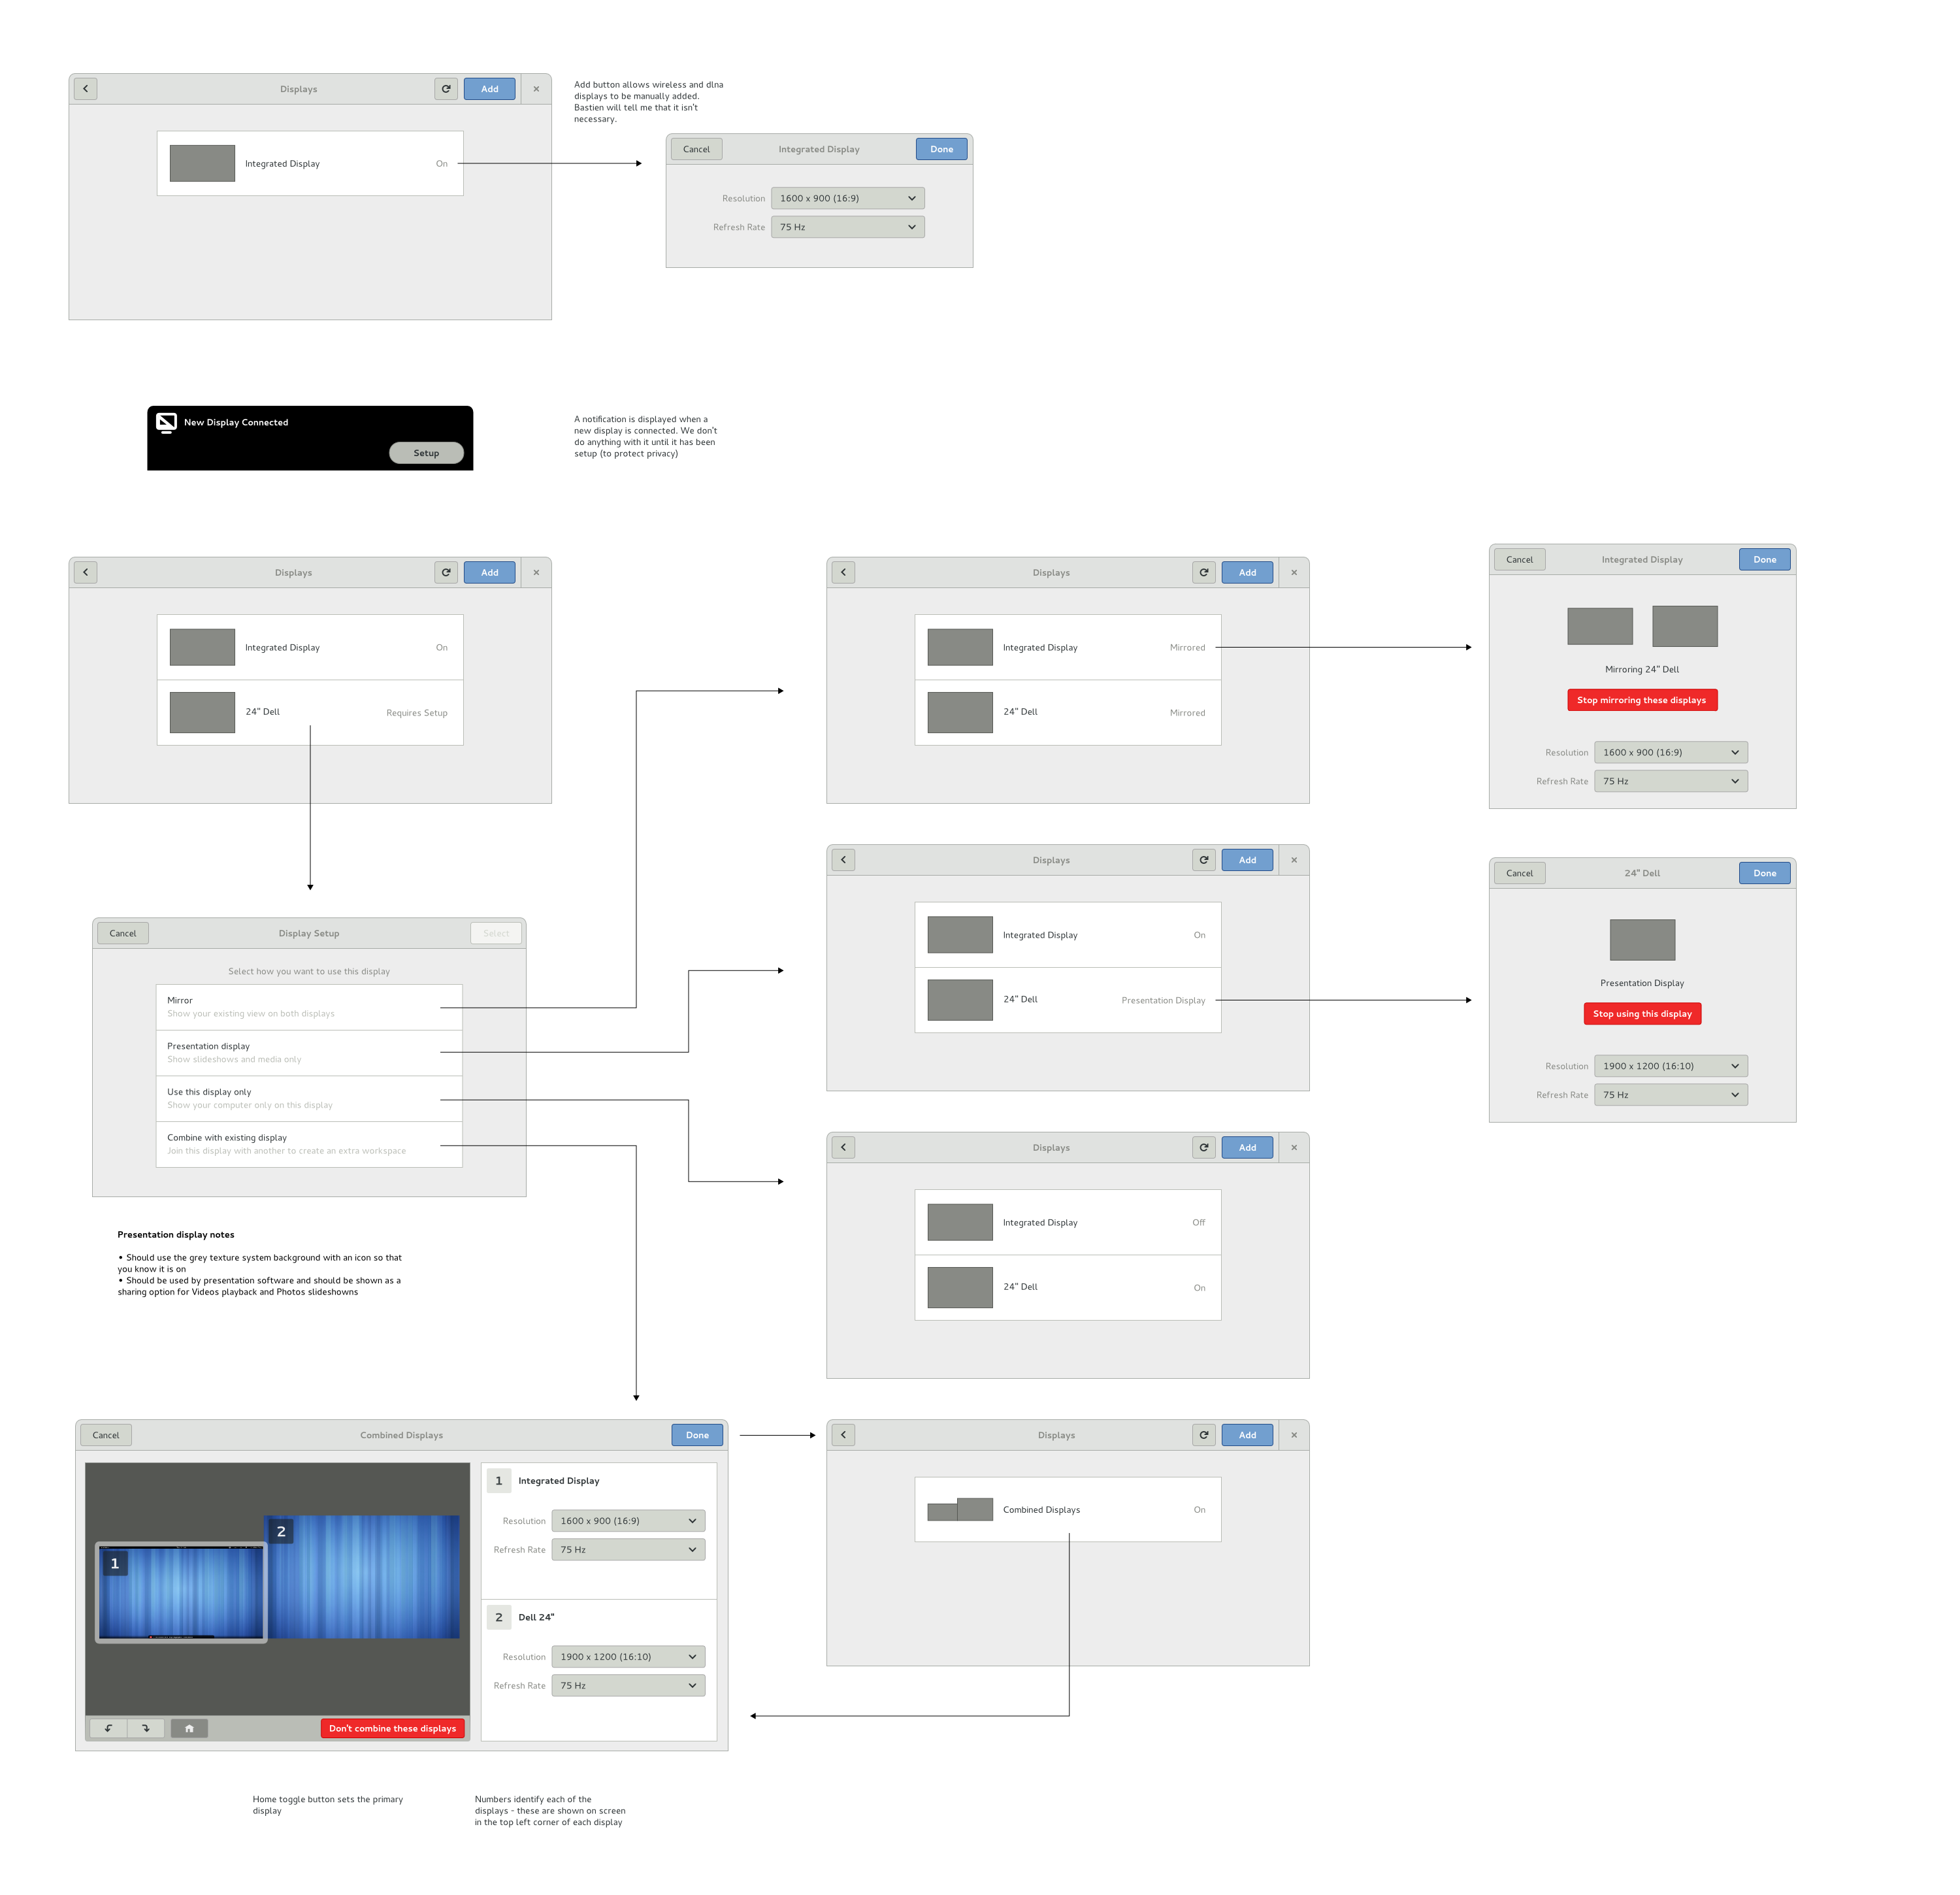 Displays
Add
Integrated Display
On
Add button allows wireless and dlna
displays to be manually added.
Bastien will tell me that it isn't
necessary.
Cancel
Integrated Display
Done
Resolution
1600 x 900 (16:9)
Refresh Rate
75 Hz
New Display Connected
Setup
A notification is displayed when a
new display is connected. We don't
do anything with it until it has been
setup (to protect privacy)
Displays
Add
Integrated Display
On
24" Dell
Requires Setup
Displays
Add
Integrated Display
Mirrored
24" Dell
Mirrored
Cancel
Integrated Display
Done
Mirroring 24" Dell
Stop mirroring these displays
Resolution
1600 x 900 (16:9)
Refresh Rate
75 Hz
Cancel
Display Setup
Select
Select how you want to use this display
Mirror
Show your existing view on both displays
Presentation display
Show slideshows and media only
Use this display only
Show your computer only on this display
Combine with existing display
Join this display with another to create an extra workspace
Displays
Add
Integrated Display
On
24" Dell
Presentation Display
Cancel
24" Dell
Done
Presentation Display
Stop using this display
Resolution
1900 x 1200 (16:10)
Refresh Rate
75 Hz
Presentation display notes
• Should use the grey texture system background with an icon so that
you know it is on
• Should be used by presentation software and should be shown as a
sharing option for Videos playback and Photos slideshowns
Displays
Add
Integrated Display
Off
24" Dell
On
Cancel
Combined Displays
Done
1
2
1
Integrated Display
Resolution
1600 x 900 (16:9)
Refresh Rate
75 Hz
2
Dell 24"
Resolution
1900 x 1200 (16:10)
Refresh Rate
75 Hz
Don't combine these displays
Displays
Add
Combined Displays
On
Home toggle button sets the primary
display
Numbers identify each of the
displays - these are shown on screen
in the top left corner of each display